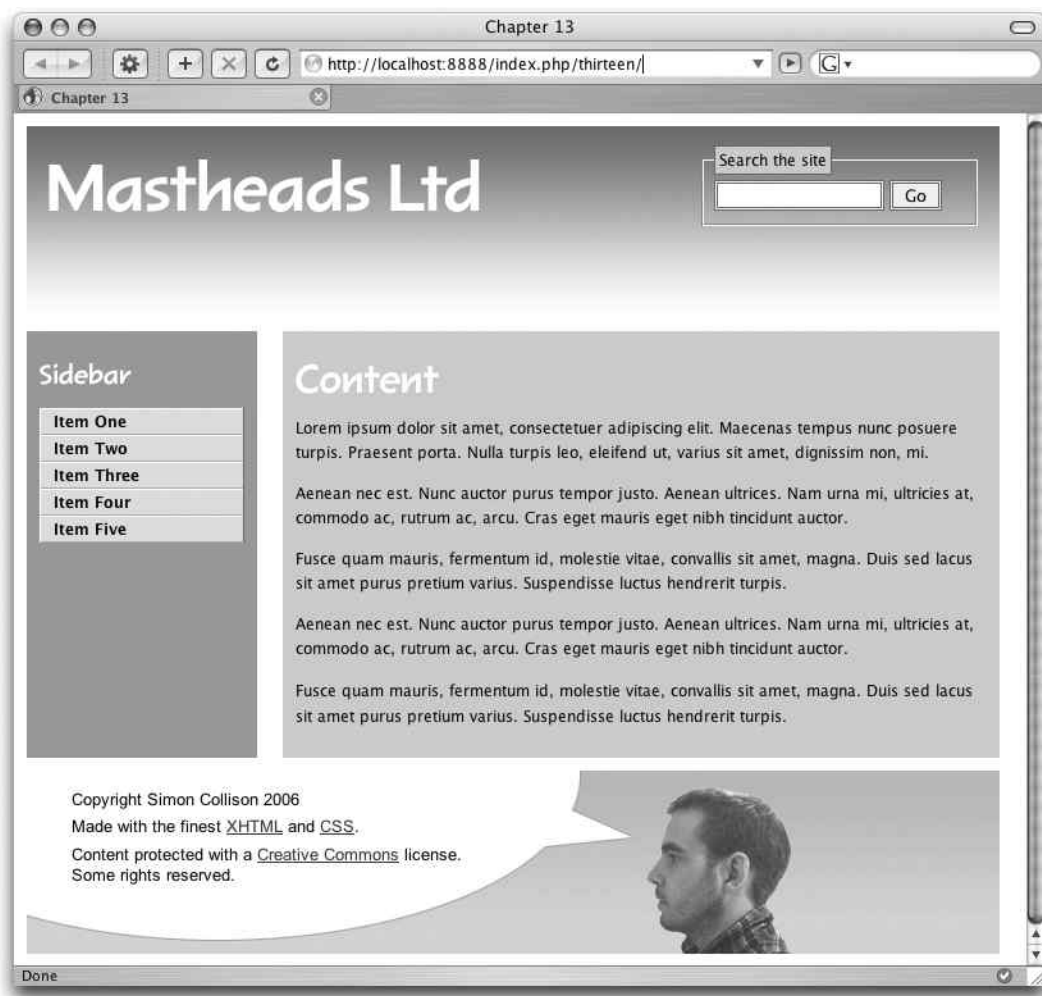 Chapter 13
http://localhost:8888/index.php/thirteen/
G
Chapter 13
Mastheads Ltd
Search the site
Go
Sidebar
Item One
Item Two
Item Three
Item Four
Item Five
Content
Lorem ipsum dolor sit amet, consectetuer adipiscing elit. Maecenas tempus nunc posuere
turpis. Praesent porta. Nulla turpis leo, eleifend ut, varius sit amet, dignissim non, mi.
Aenean nec est. Nunc auctor purus tempor justo. Aenean ultrices. Nam urna mi, ultricies at,
commodo ac, rutrum ac, arcu. Cras eget mauris eget nibh tincidunt auctor.
Fusce quam mauris, fermentum id, molestie vitae, convallis sit amet, magna. Duis sed lacus
sit amet purus pretium varius. Suspendisse luctus hendrerit turpis.
Aenean nec est. Nunc auctor purus tempor justo. Aenean ultrices. Nam urna mi, ultricies at,
commodo ac, rutrum ac, arcu. Cras eget mauris eget nibh tincidunt auctor.
Fusce quam mauris, fermentum id, molestie vitae, convallis sit amet, magna. Duis sed lacus
sit amet purus pretium varius. Suspendisse luctus hendrerit turpis.
Copyright Simon Collison 2006
Made with the finest XHTML and CSS.
Content protected with a Creative Commons license.
Some rights reserved.
Done